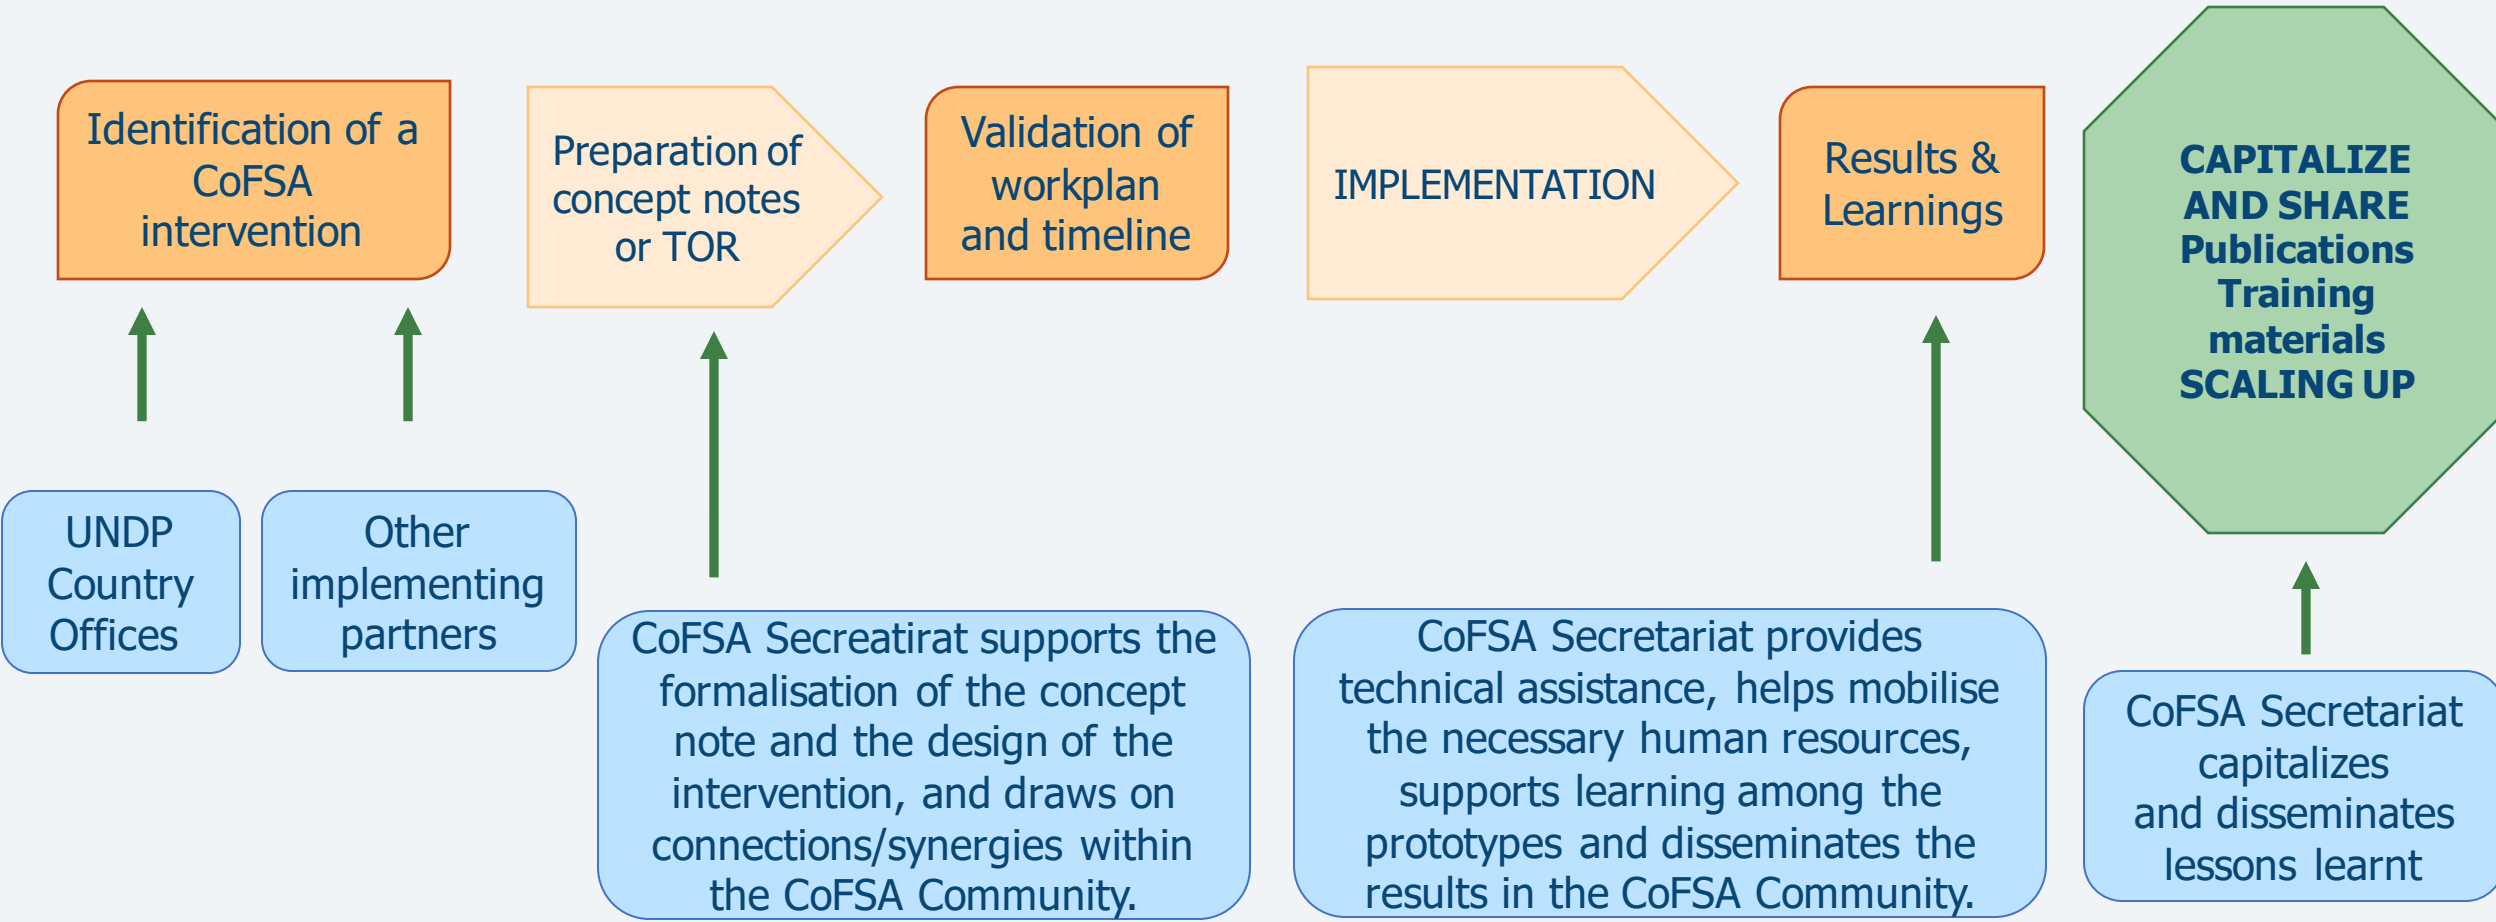 Identification of a
CoFSA
intervention
Preparation of
concept notes
or TOR
Validation of
workplan
and timeline
IMPLEMENTATION
Results &
Learnings
CAPITALIZE
AND SHARE
Publications
Training
materials
SCALING UP
UNDP
Country
Offices
Other
implementing
partners
CoFSA Secreatirat supports the
formalisation of the concept
note and the design of the
intervention, and draws on
connections/synergies within
the CoFSA Community.
CoFSA Secretariat provides
technical assistance, helps mobilise
the necessary human resources,
supports learning among the
prototypes and disseminates the
results in the CoFSA Community.
CoFSA Secretariat
capitalizes
and disseminates
lessons learnt